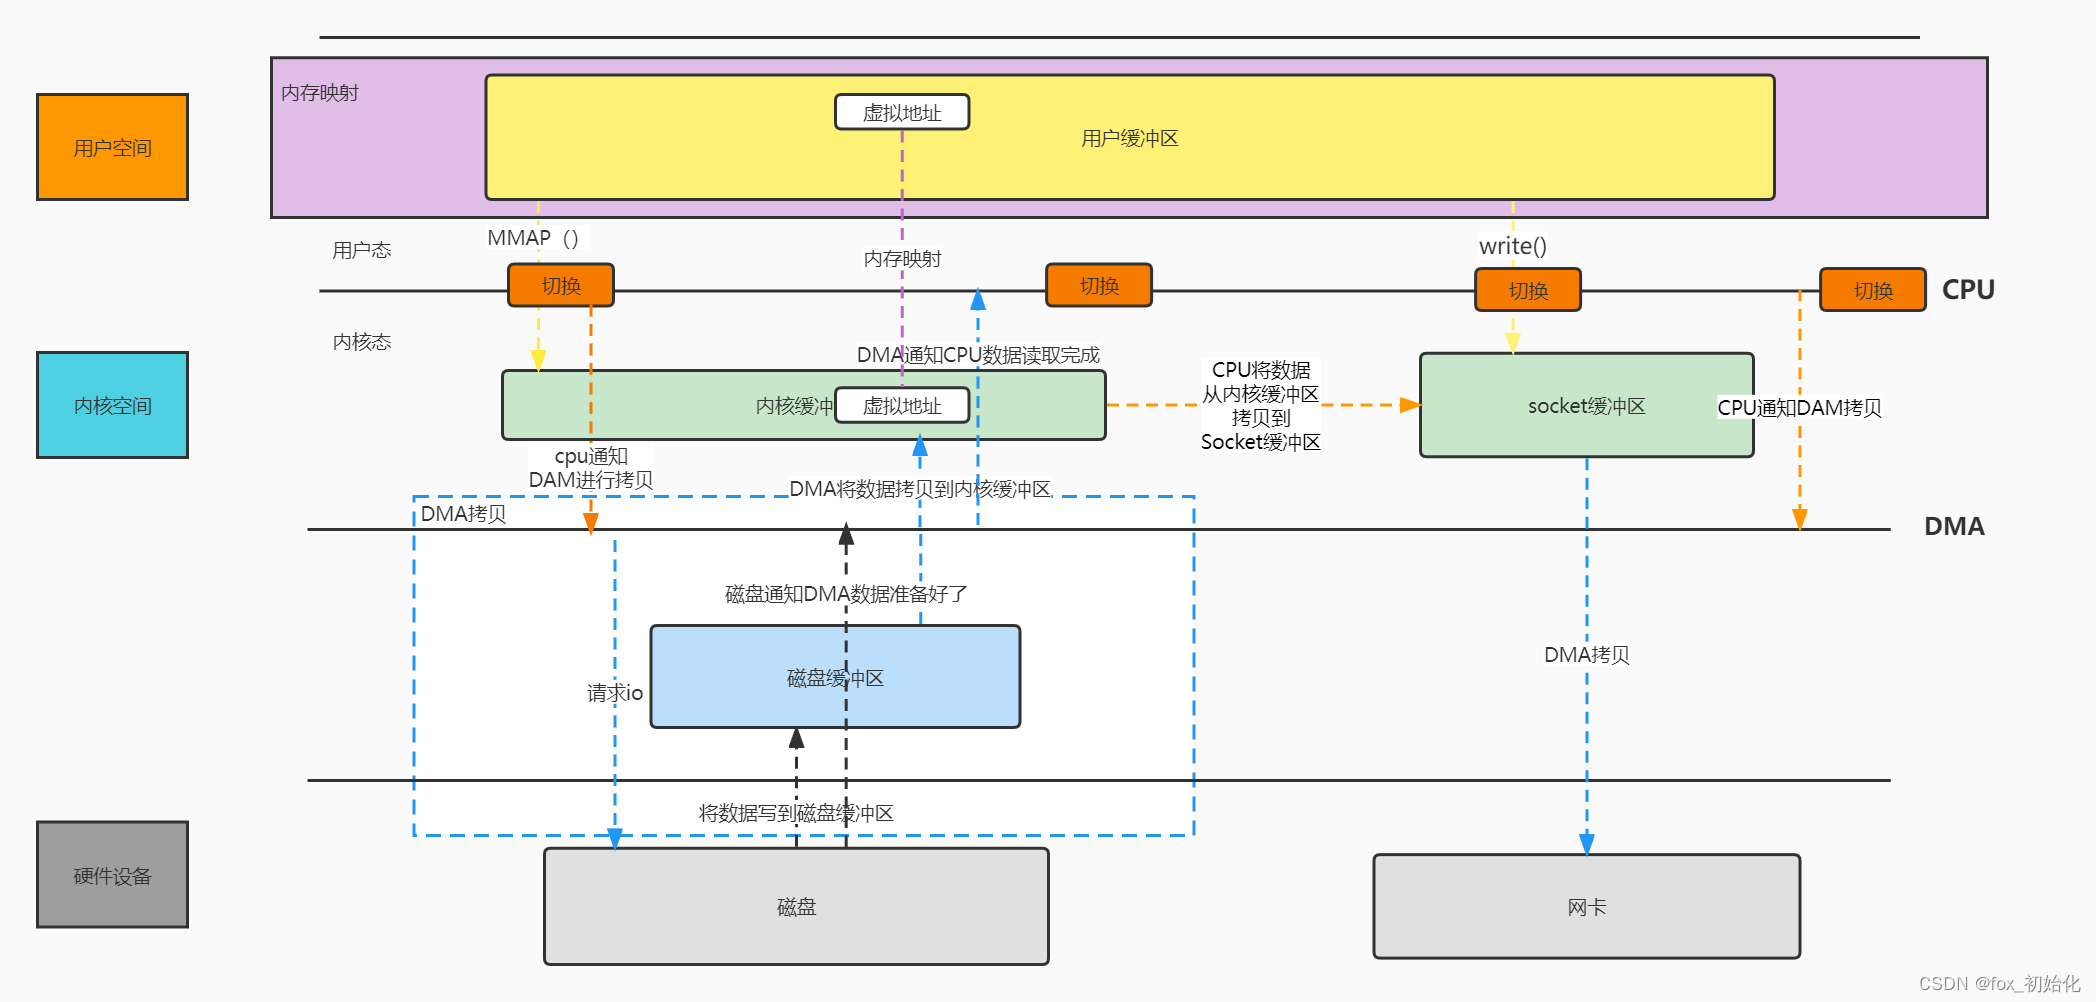 内存映射
虚拟地址
用户缓冲区
用户空间
MMAP（）
用户态
write()
内存映射
切换
切换
切换
切换
CPU
内核态
DMA通知CPU数据读取完成
CPU将数据
从内核缓冲区
拷贝到
Socket缓冲区
内核空间
内核缓冲
虚拟地址
socket缓冲区
CPU通知DAM拷贝
cpu通知
DAM进行拷贝
DMA将数据拷贝到内核缓冲区
DMA拷贝
DMA
磁盘通知DMA数据准备好了
DMA拷贝
磁盘缓冲区
请求io
将数据写到磁盘缓冲区
硬件设备
磁盘
网卡
CSDN @fox_初始化